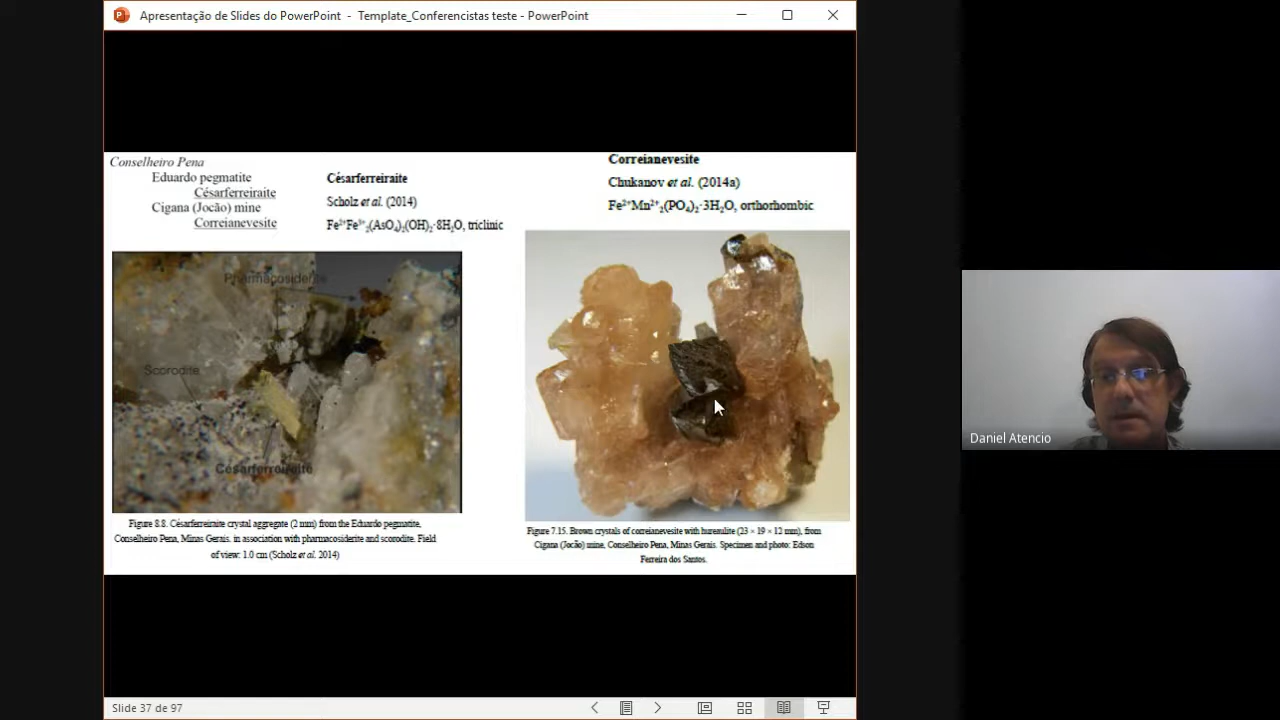 Apresentação de Slides do PowerPoint - Template_Conferencistas teste - PowerPoint
Conselheiro Pena
Eduardo pegmatite
Césarferreiraite
Cigana (Jocão) mine
Correianevesite
Césarferreiraite
Scholz et al. (2014)
Fe²⁺Fe³⁺₂(AsO₄)₂(OH)₂·8H₂O, triclinic
Correianevesite
Chukanov et al. (2014a)
Fe²⁺Mn²⁺₂(PO₄)₂·3H₂O, orthorhombic
Pharmacosiderite
Scorodite
Césarferreiraite
Figure 8.8. Césarferreiraite crystal aggregate (2 mm) from the Eduardo pegmatite,
Conselheiro Pena, Minas Gerais. in association with pharmacosiderite and scorodite. Field
of view: 1.0 cm (Scholz et al. 2014)
Figure 7.15. Brown crystals of correianevesite with hureaulite (23 × 19 × 12 mm), from
Cigana (Jocão) mine, Conselheiro Pena, Minas Gerais. Specimen and photo: Edson
Ferreira dos Santos.
Daniel Atencio
Slide 37 de 97